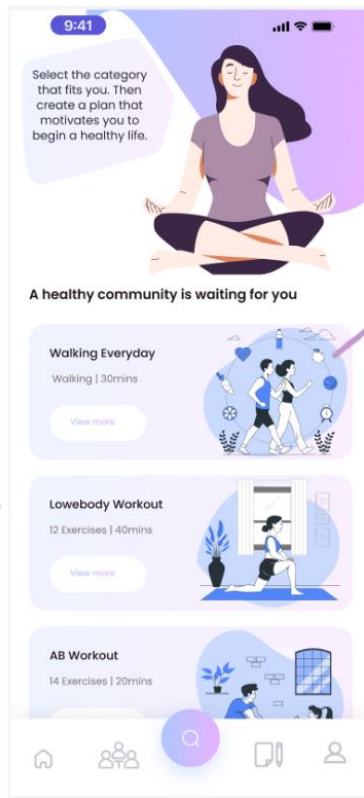 9:41
Select the category
that fits you. Then
create a plan that
motivates you to
begin a healthy life.
A healthy community is waiting for you
Walking Everyday
Walking | 30mins
View more
Lowebody Workout
12 Exercises | 40mins
View more
AB Workout
14 Exercises | 20mins